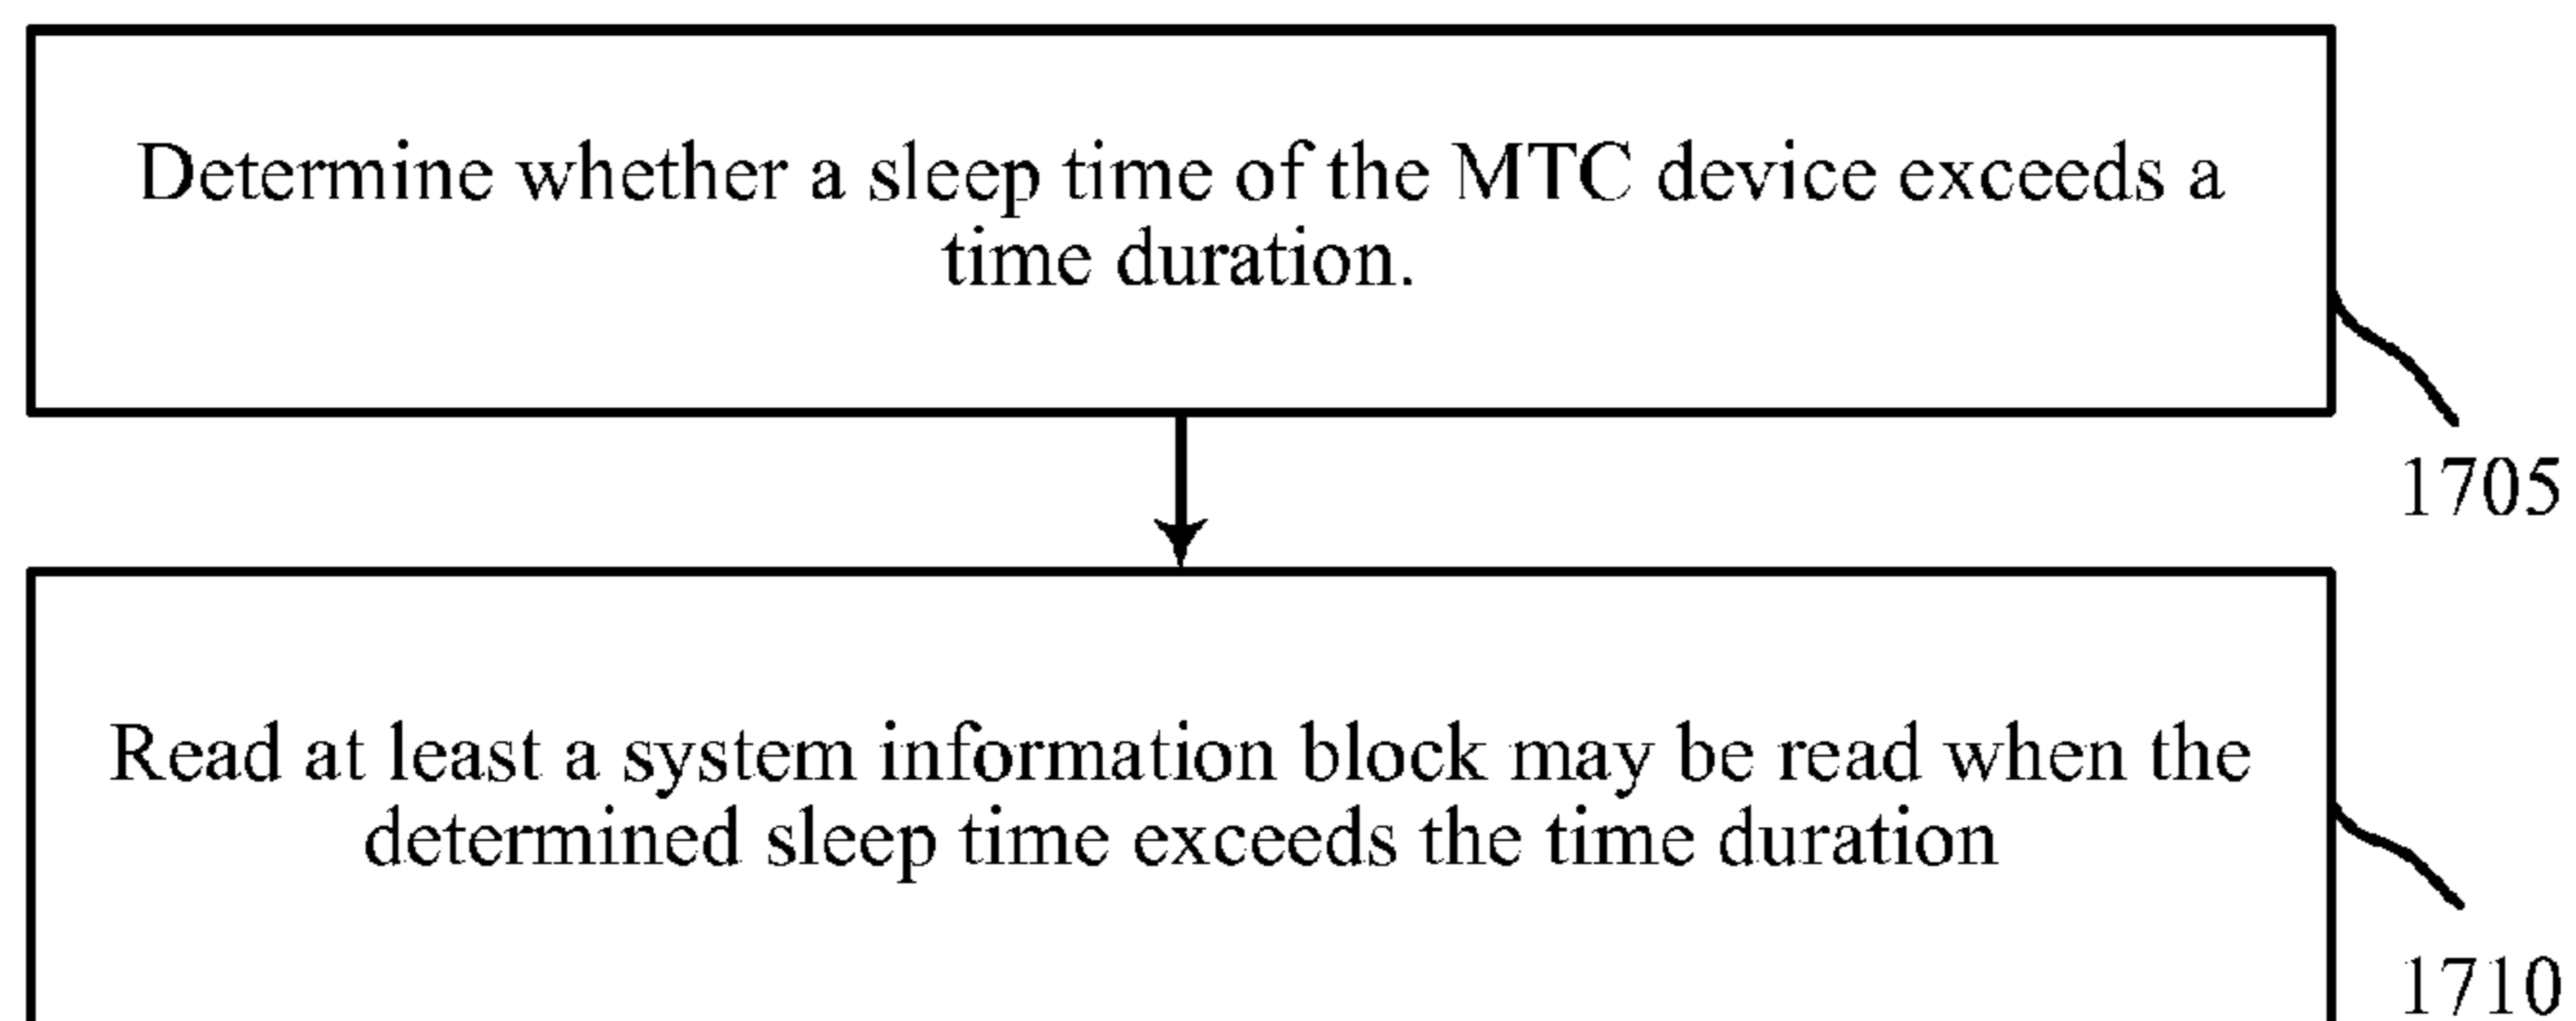 Determine whether a sleep time of the MTC device exceeds a
time duration.
1705
Read at least a system information block may be read when the
determined sleep time exceeds the time duration
1710